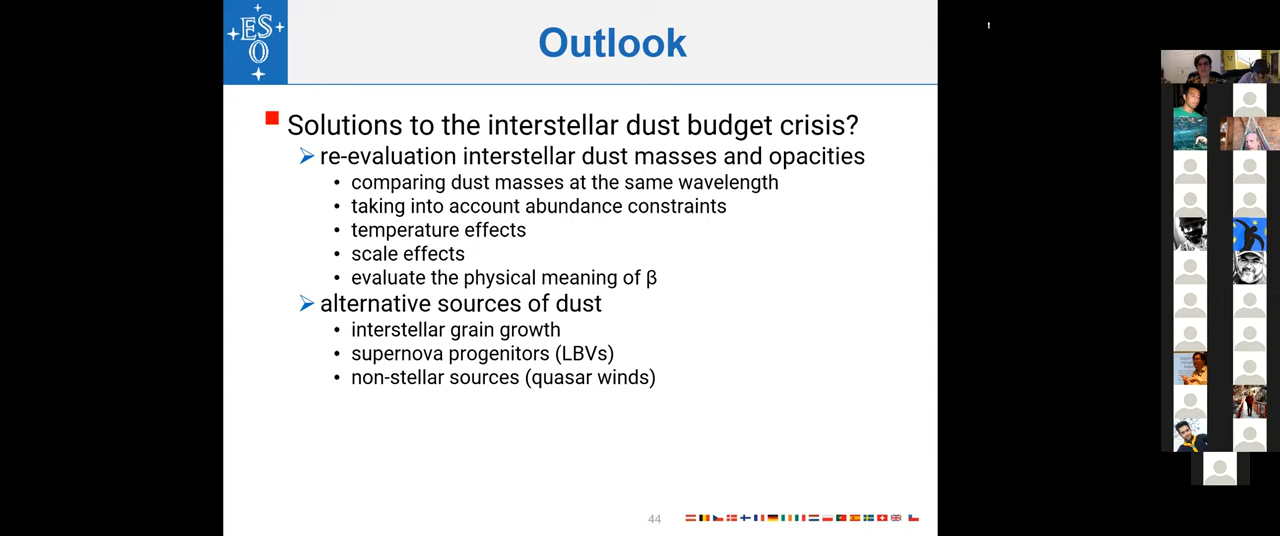 ES
O
Outlook
Solutions to the interstellar dust budget crisis?
re-evaluation interstellar dust masses and opacities
comparing dust masses at the same wavelength
taking into account abundance constraints
temperature effects
scale effects
evaluate the physical meaning of β
alternative sources of dust
interstellar grain growth
supernova progenitors (LBVs)
non-stellar sources (quasar winds)
44